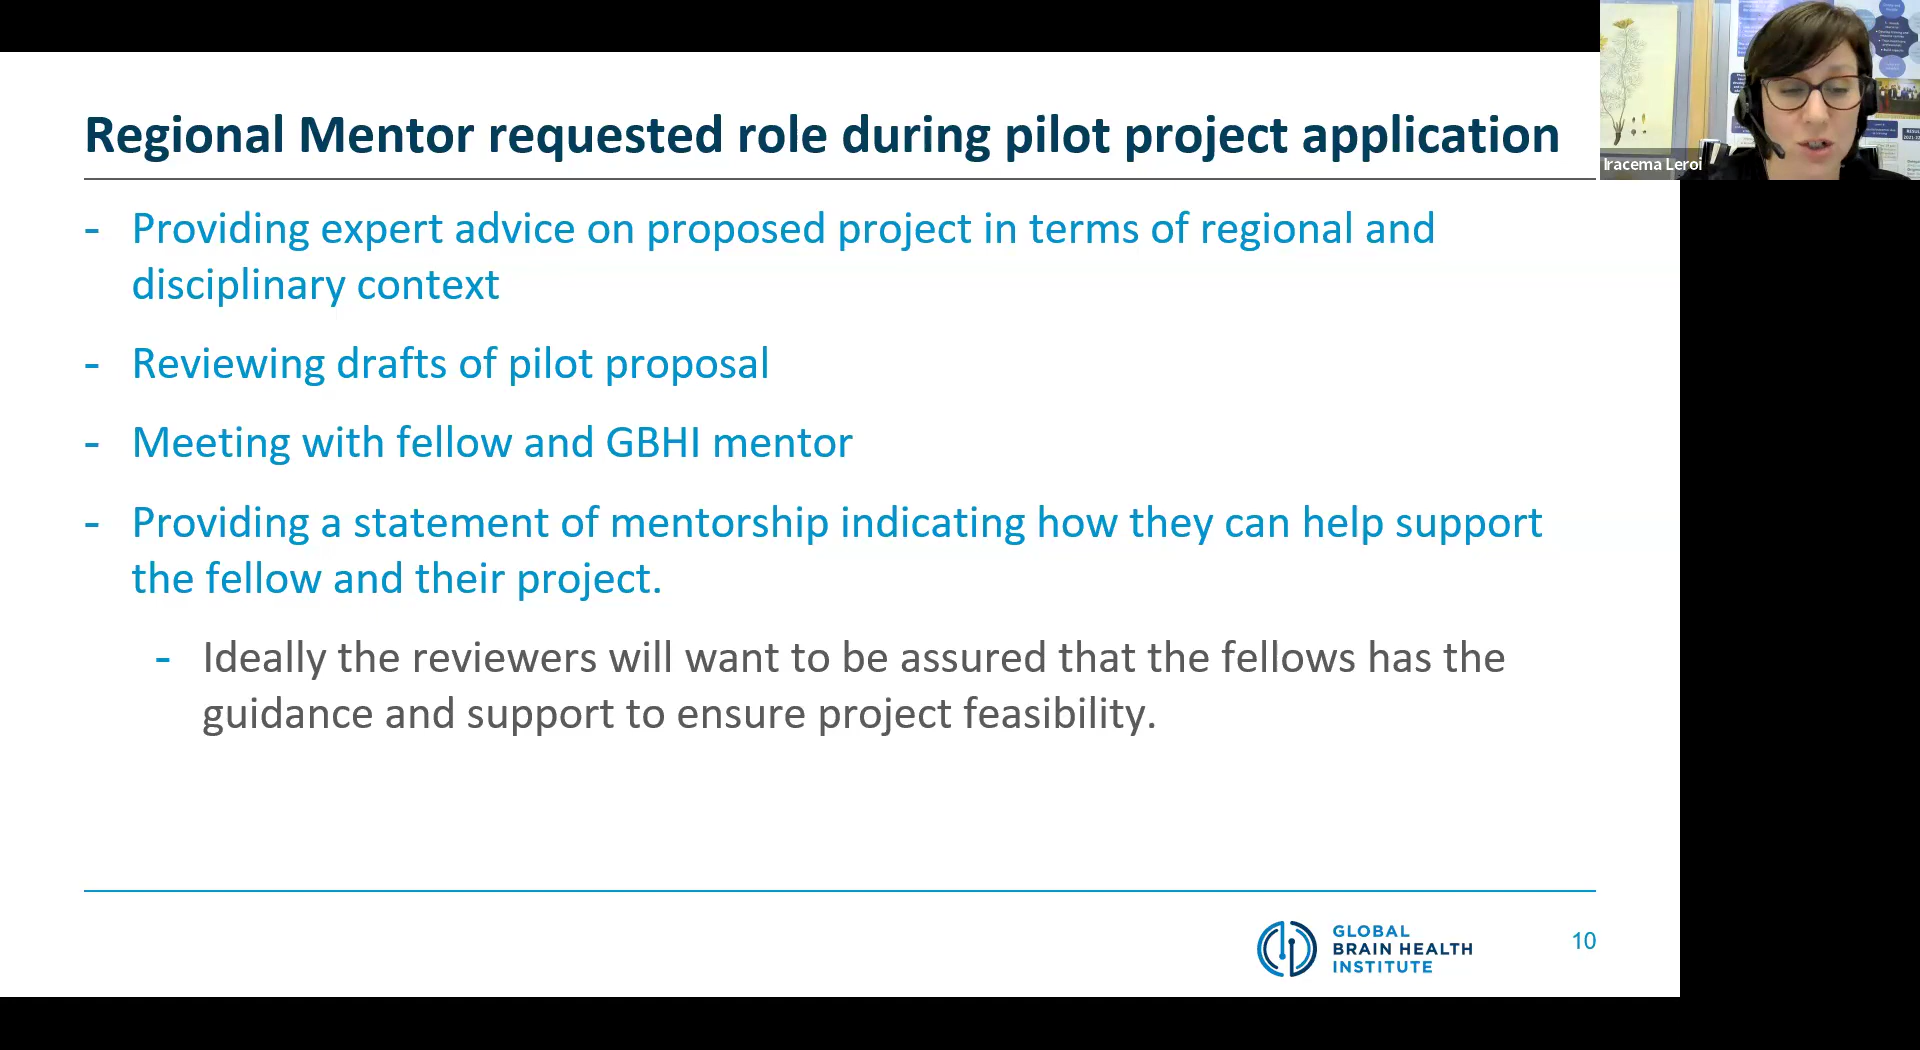 Regional Mentor requested role during pilot project application
- Providing expert advice on proposed project in terms of regional and
disciplinary context
- Reviewing drafts of pilot proposal
- Meeting with fellow and GBHI mentor
- Providing a statement of mentorship indicating how they can help support
the fellow and their project.
- Ideally the reviewers will want to be assured that the fellows has the
guidance and support to ensure project feasibility.
GLOBAL
BRAIN HEALTH
INSTITUTE
10
Iracema Leroi